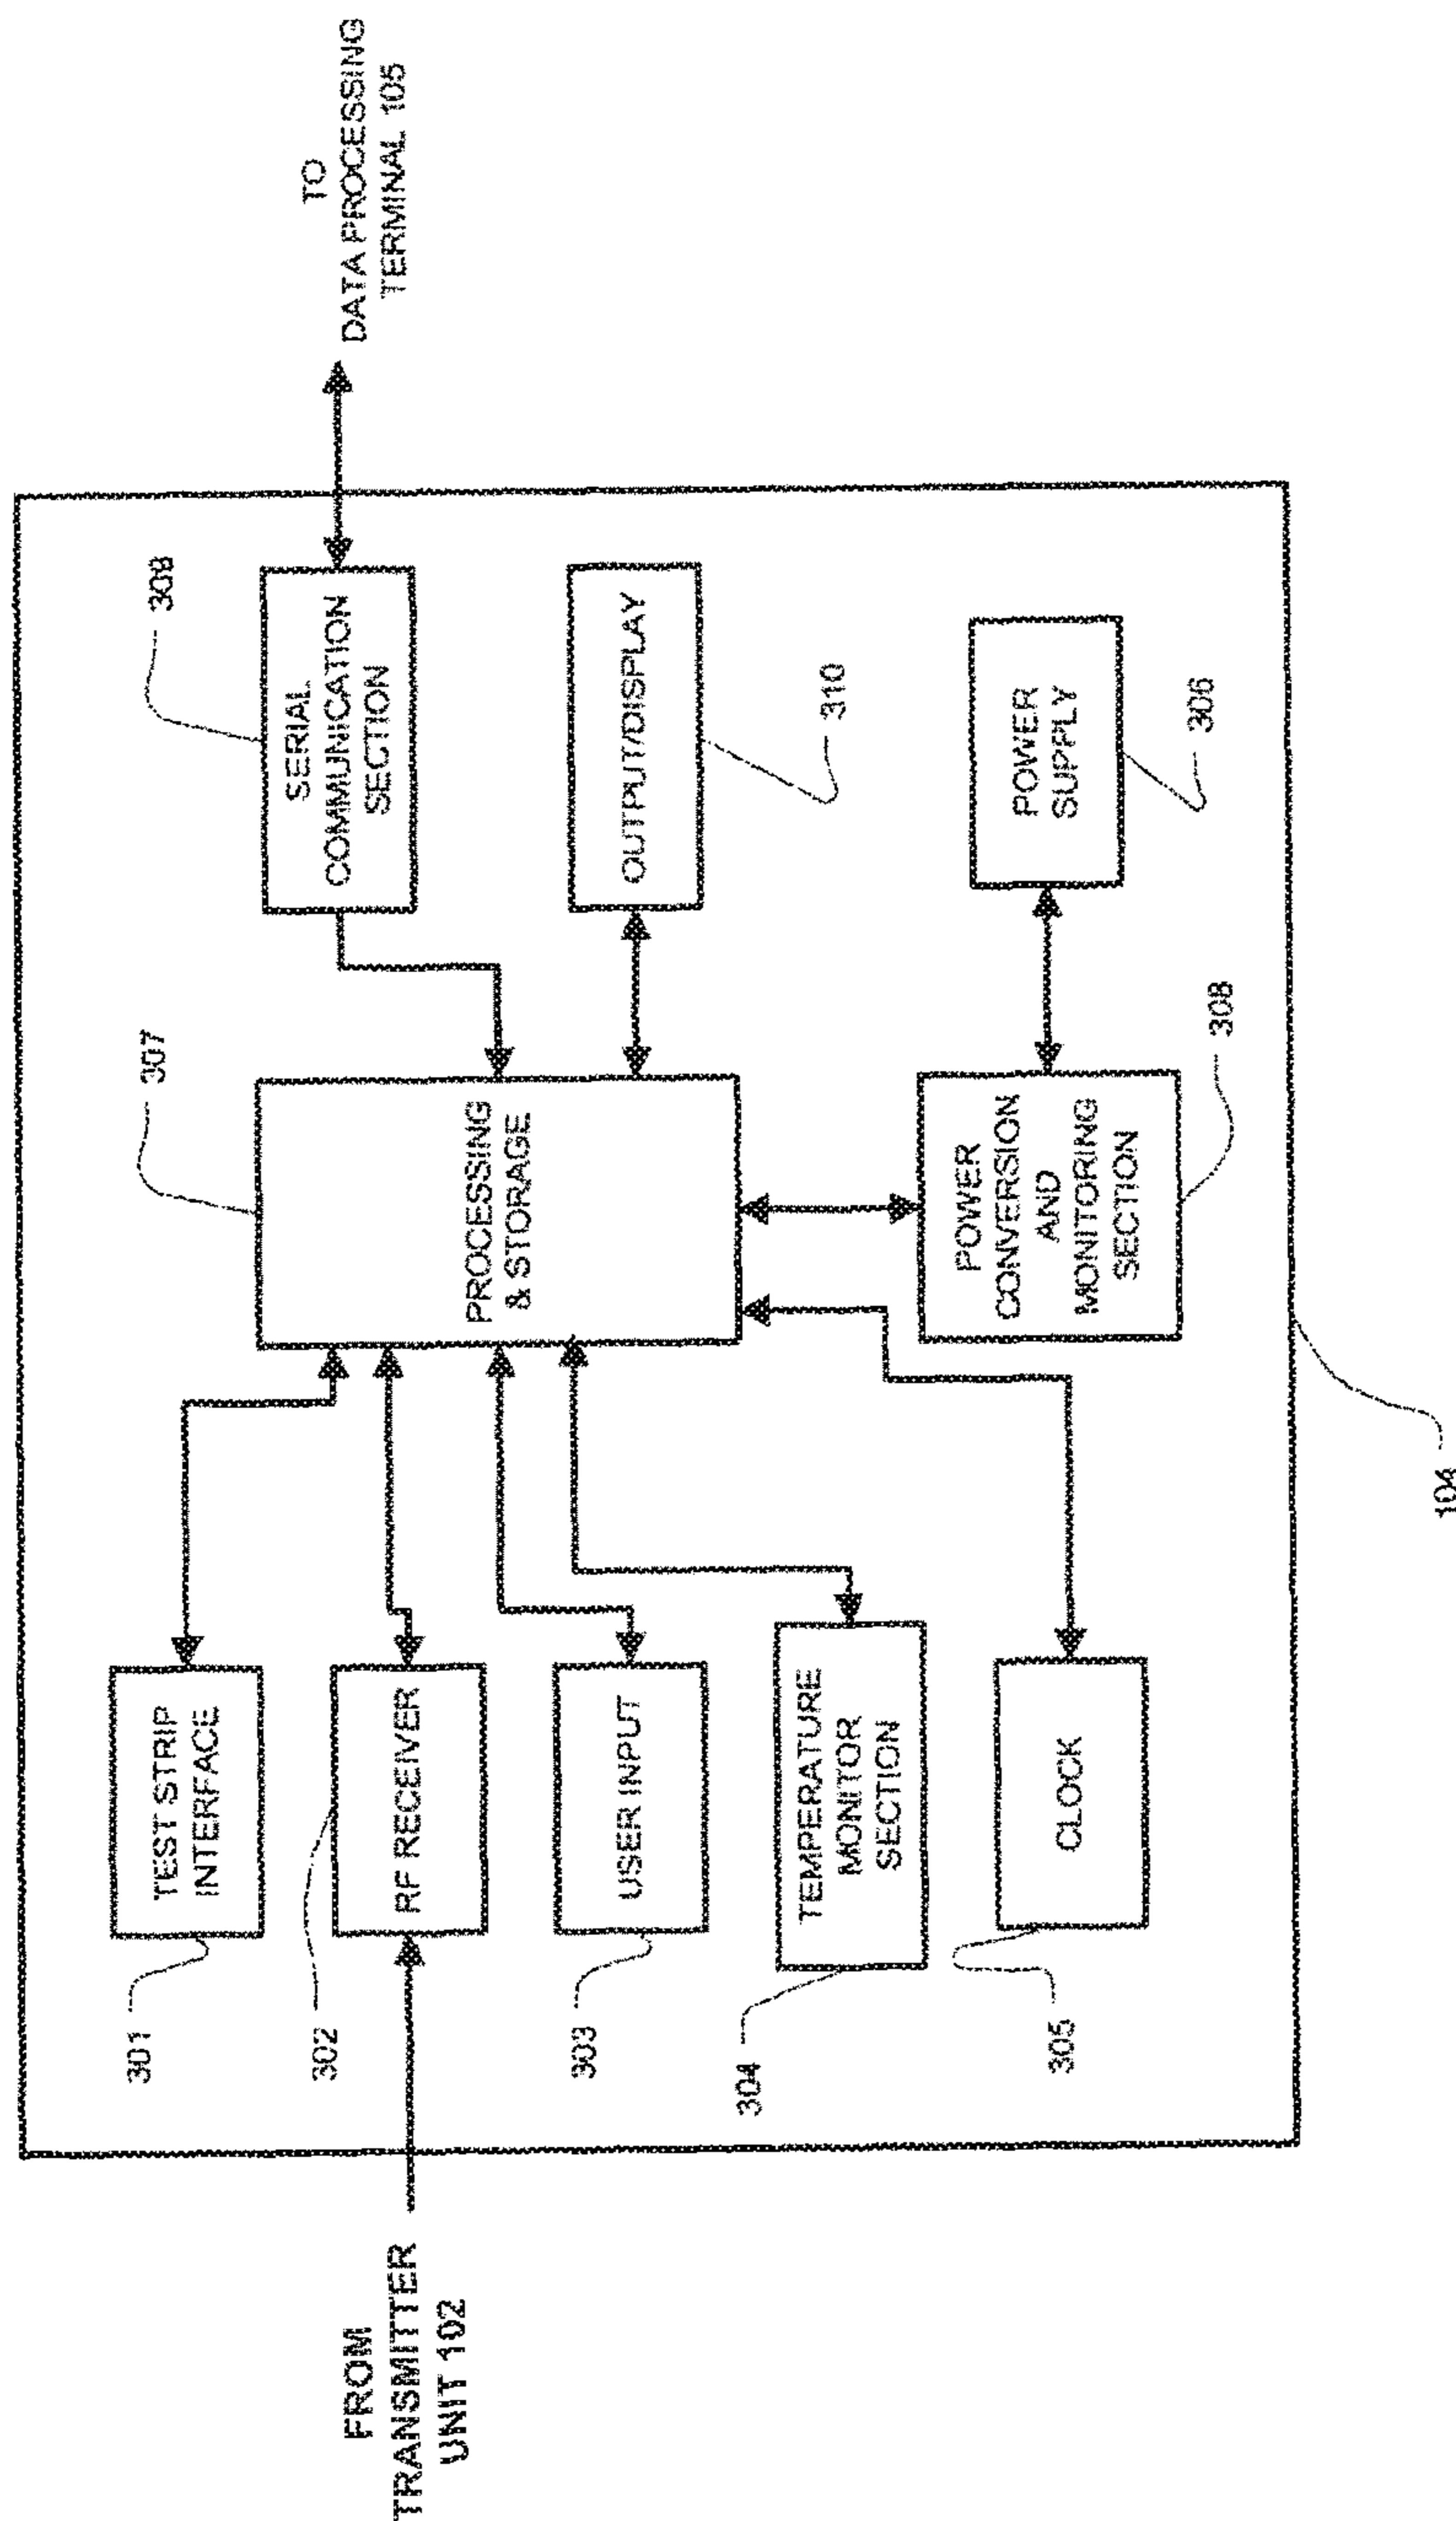 TO
DATA PROCESSING
TERMINAL 105
309
SERIAL
COMMUNICATION
SECTION
OUTPUT/DISPLAY
310
POWER
SUPPLY
306
307
PROCESSING
& STORAGE
POWER
CONVERSION
AND
MONITORING
SECTION
308
104
301
TEST STRIP
INTERFACE
302
RF RECEIVER
303
USER INPUT
304
TEMPERATURE
MONITOR
SECTION
305
CLOCK
FROM
TRANSMITTER
UNIT 102